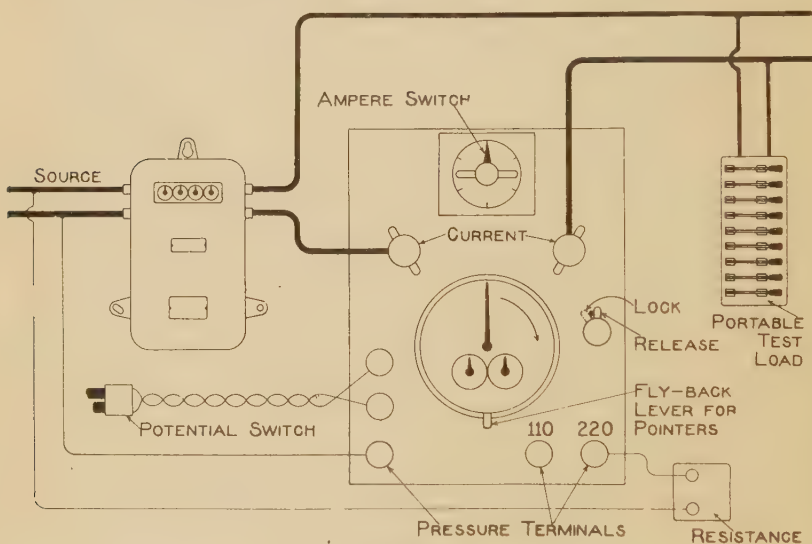 AMPERE SWITCH
SOURCE
CURRENT
LOCK
RELEASE
PORTABLE
TEST
LOAD
FLY-BACK
LEVER FOR
POINTERS
POTENTIAL SWITCH
110 220
PRESSURE TERMINALS
RESISTANCE